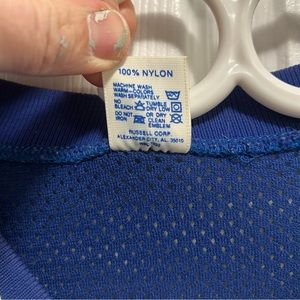 100% NYLON
MACHINE WASH
WARM-COLORS
WASH SEPARATELY
NO BLEACH TUMBLE DRY LOW
DO NOT IRON OR DRY CLEAN
EMBLEM
RUSSELL CORP.
ALEXANDER CITY, AL. 35010